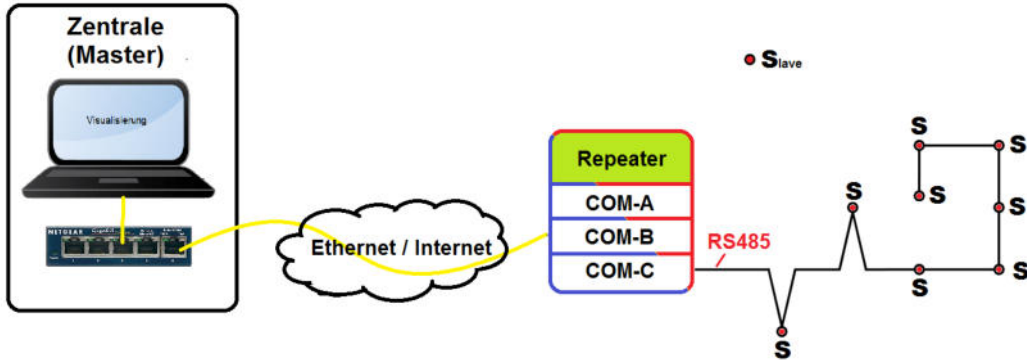 Zentrale
(Master)
Visualisierung
NETGEAR
Ethernet / Internet
Repeater
COM-A
COM-B
COM-C
RS485
Slave
S
S
S
S
S
S
S
S